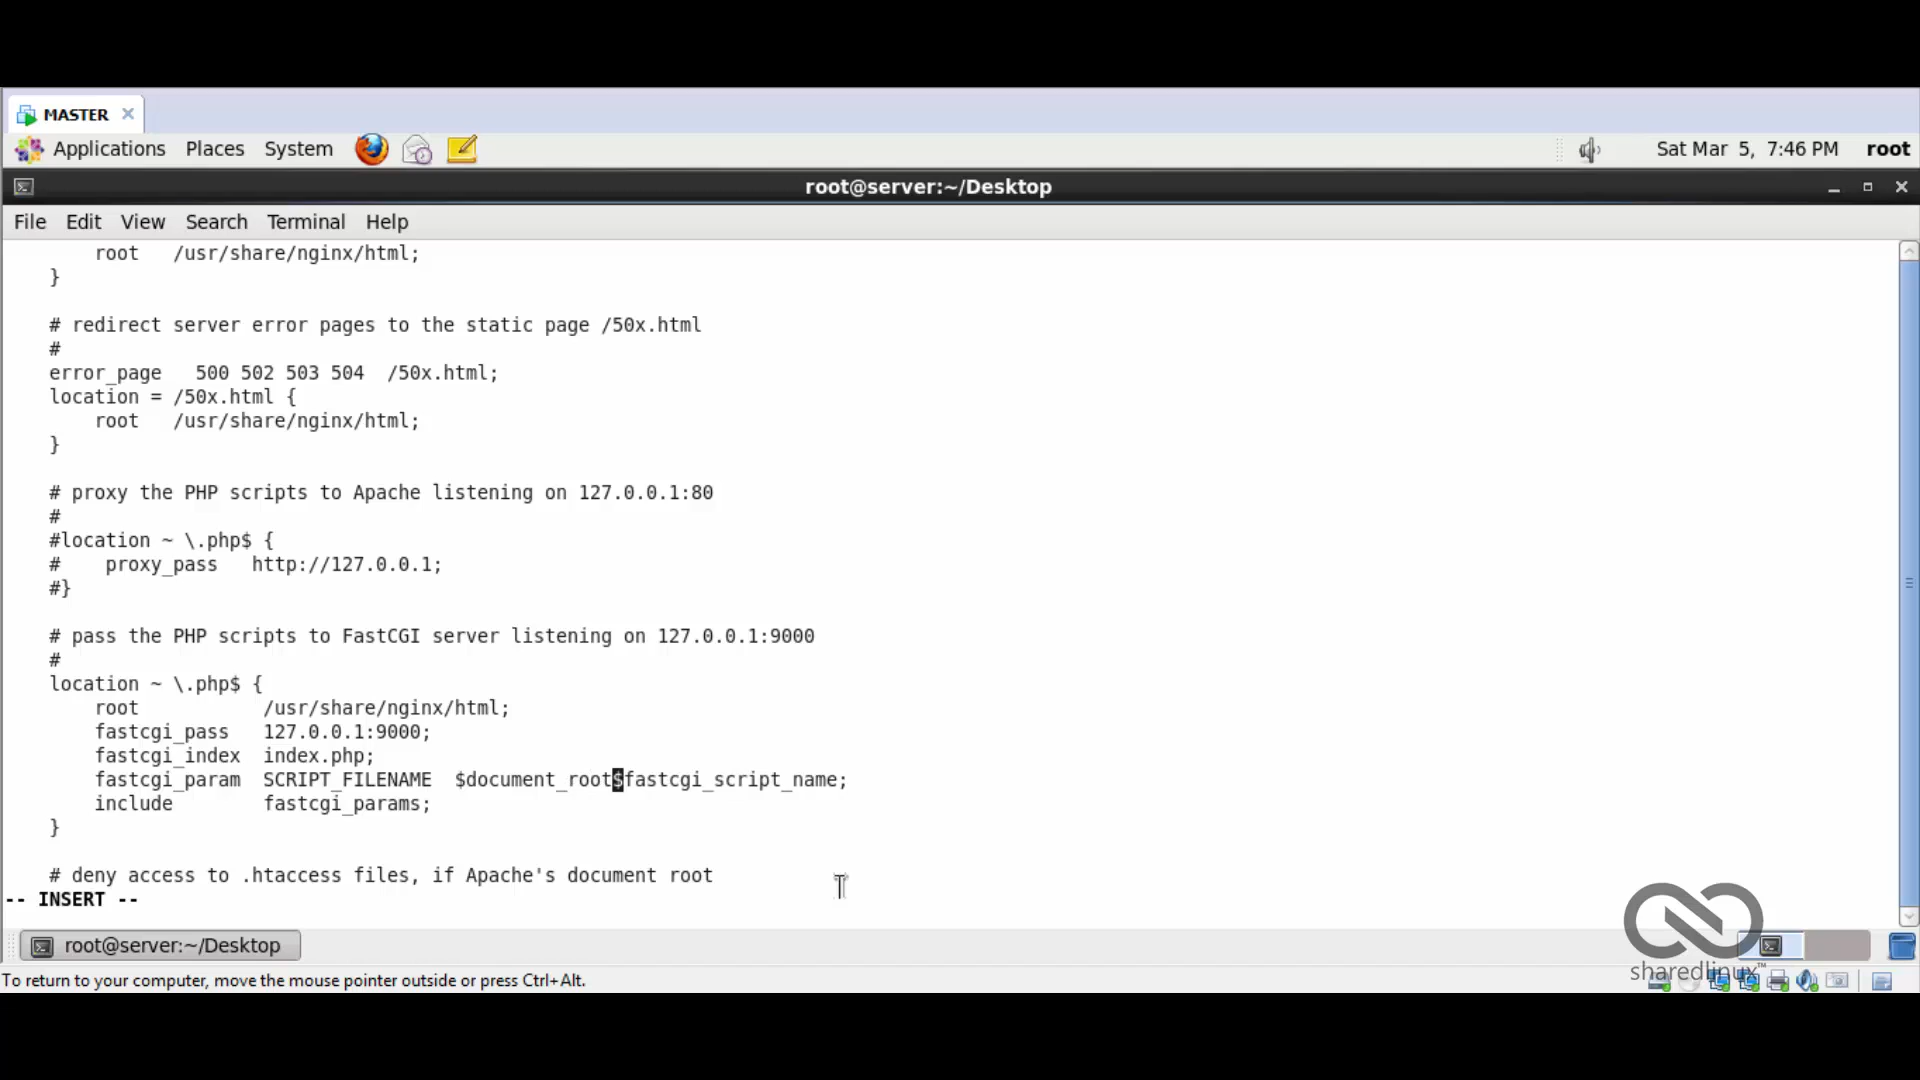 MASTER
Applications Places System Sat Mar 5, 7:46 PM root
root@server:~/Desktop
File Edit View Search Terminal Help
        root   /usr/share/nginx/html;
    }
    # redirect server error pages to the static page /50x.html
    #
    error_page   500 502 503 504  /50x.html;
    location = /50x.html {
        root   /usr/share/nginx/html;
    }
    # proxy the PHP scripts to Apache listening on 127.0.0.1:80
    #
    #location ~ \.php$ {
    #    proxy_pass   http://127.0.0.1;
    #}
    # pass the PHP scripts to FastCGI server listening on 127.0.0.1:9000
    #
    location ~ \.php$ {
        root           /usr/share/nginx/html;
        fastcgi_pass   127.0.0.1:9000;
        fastcgi_index  index.php;
        fastcgi_param  SCRIPT_FILENAME  $document_root$fastcgi_script_name;
        include        fastcgi_params;
    }
    # deny access to .htaccess files, if Apache's document root
-- INSERT --
root@server:~/Desktop
sharedlinux™
To return to your computer, move the mouse pointer outside or press Ctrl+Alt.